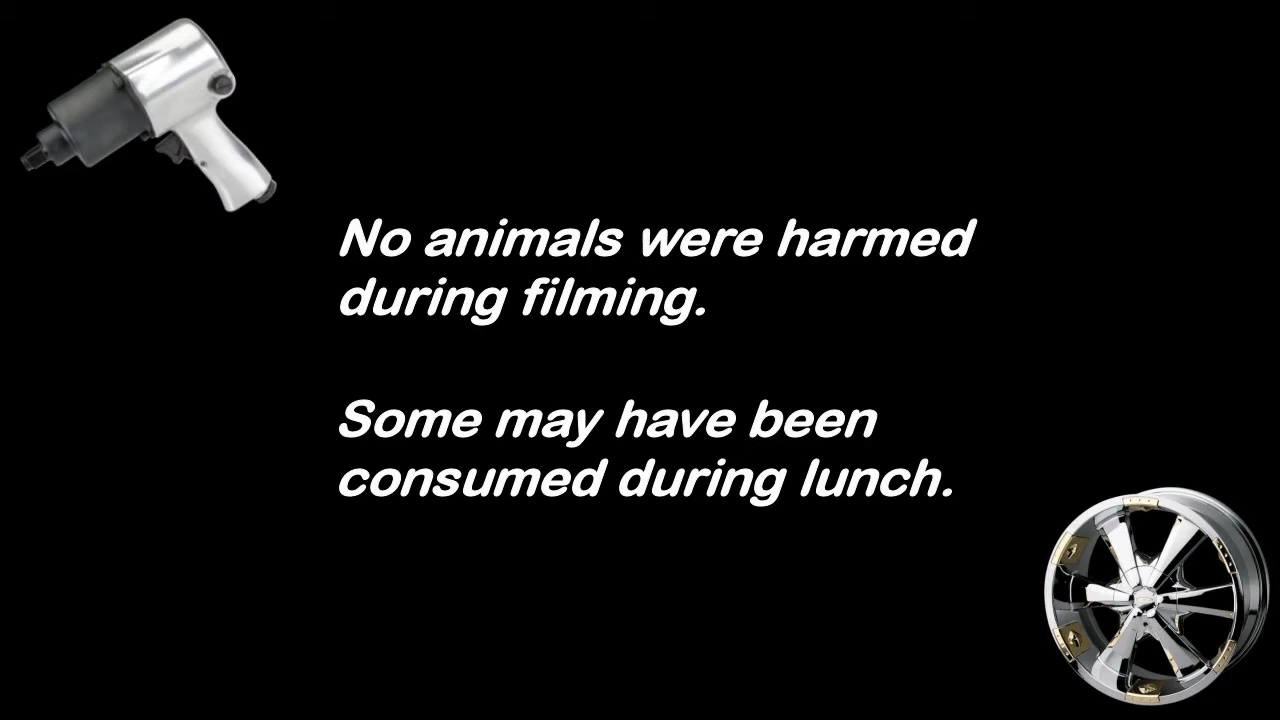 No animals were harmed
during filming.
Some may have been
consumed during lunch.